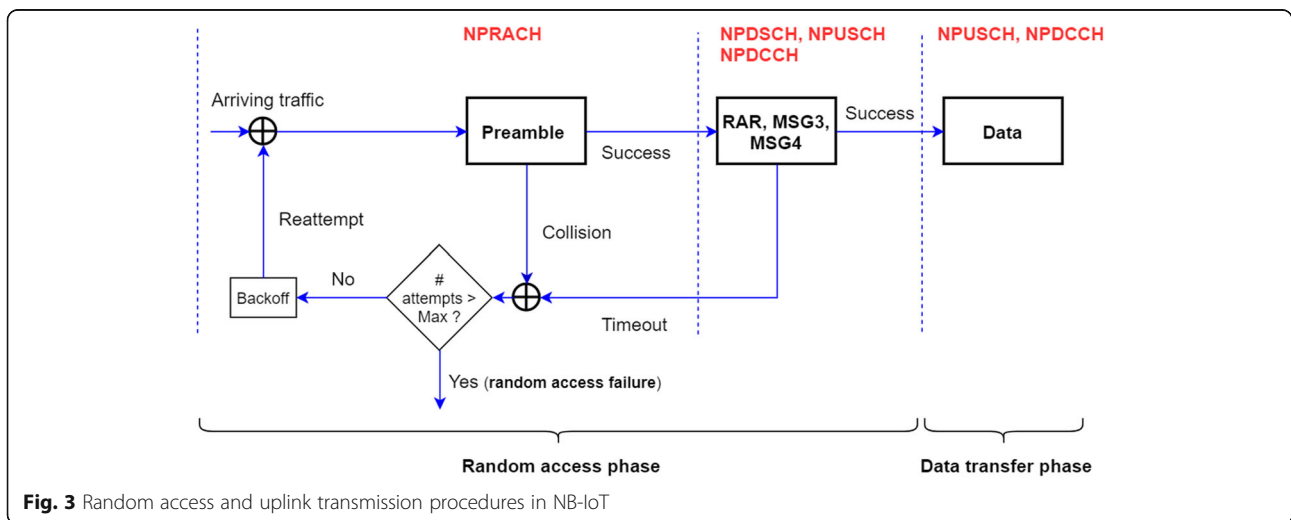 NPRACH
NPDSCH, NPUSCH
NPDCCH
NPUSCH, NPDCCH
Arriving traffic
Preamble
Success
RAR, MSG3,
MSG4
Success
Data
Reattempt
Collision
Backoff
No
#
attempts >
Max ?
Timeout
Yes (random access failure)
Random access phase
Data transfer phase
Fig. 3 Random access and uplink transmission procedures in NB-IoT